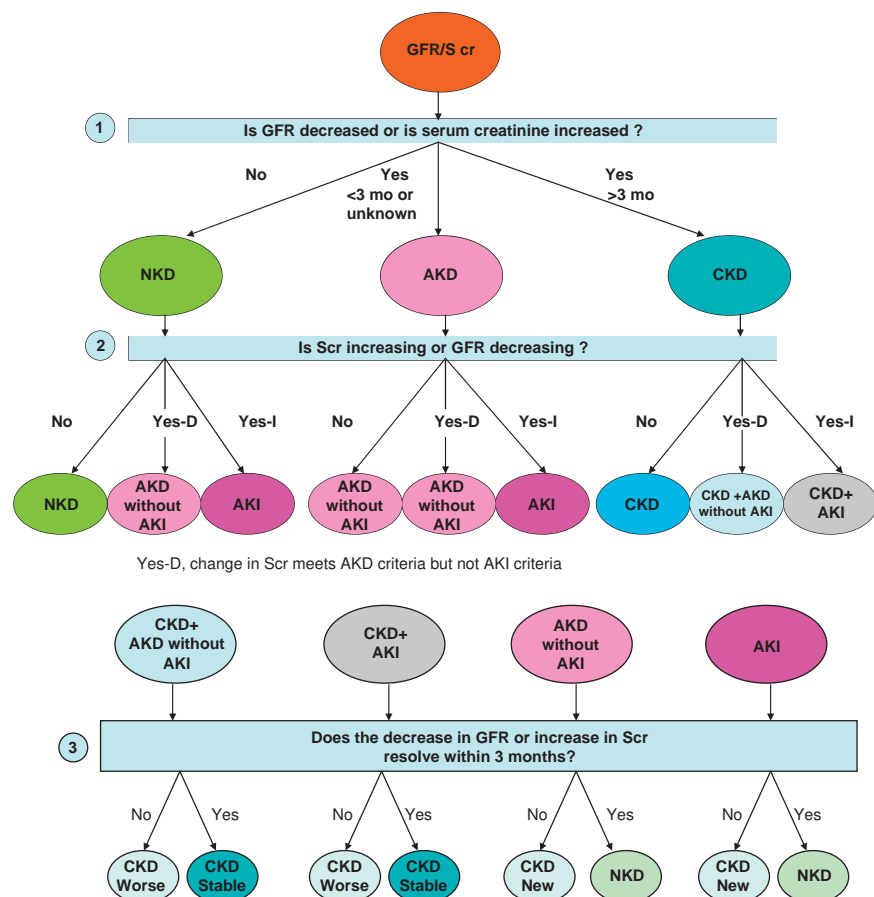 GFR/S cr
1
Is GFR decreased or is serum creatinine increased ?
No
Yes
<3 mo or
unknown
Yes
>3 mo
NKD
AKD
CKD
2
Is Scr increasing or GFR decreasing ?
No
Yes-D
Yes-I
No
Yes-D
Yes-I
No
Yes-D
Yes-I
NKD
AKD
without
AKI
AKI
AKD
without
AKI
AKD
without
AKI
AKI
CKD
CKD +AKD
without AKI
CKD+
AKI
Yes-D, change in Scr meets AKD criteria but not AKI criteria
CKD+
AKD without
AKI
CKD+
AKI
AKD
without
AKI
AKI
3
Does the decrease in GFR or increase in Scr
resolve within 3 months?
No
Yes
No
Yes
No
Yes
No
Yes
CKD
Worse
CKD
Stable
CKD
Worse
CKD
Stable
CKD
New
NKD
CKD
New
NKD